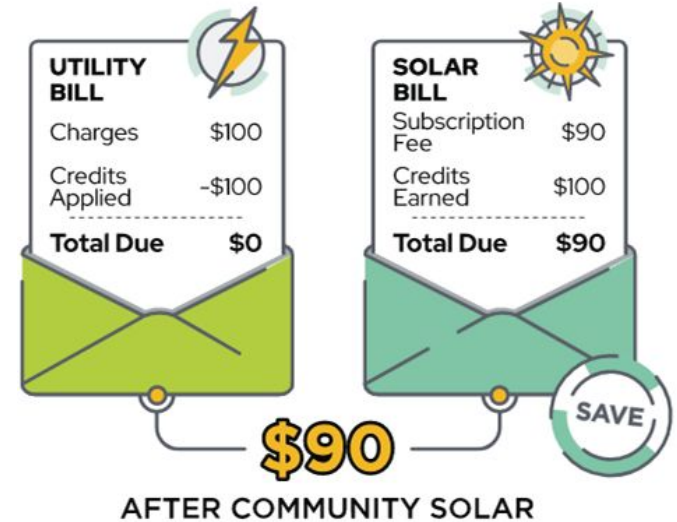 UTILITY
BILL
Charges $100
Credits
Applied -$100
Total Due $0
SOLAR
BILL
Subscription
Fee $90
Credits
Earned $100
Total Due $90
SAVE
$90
AFTER COMMUNITY SOLAR